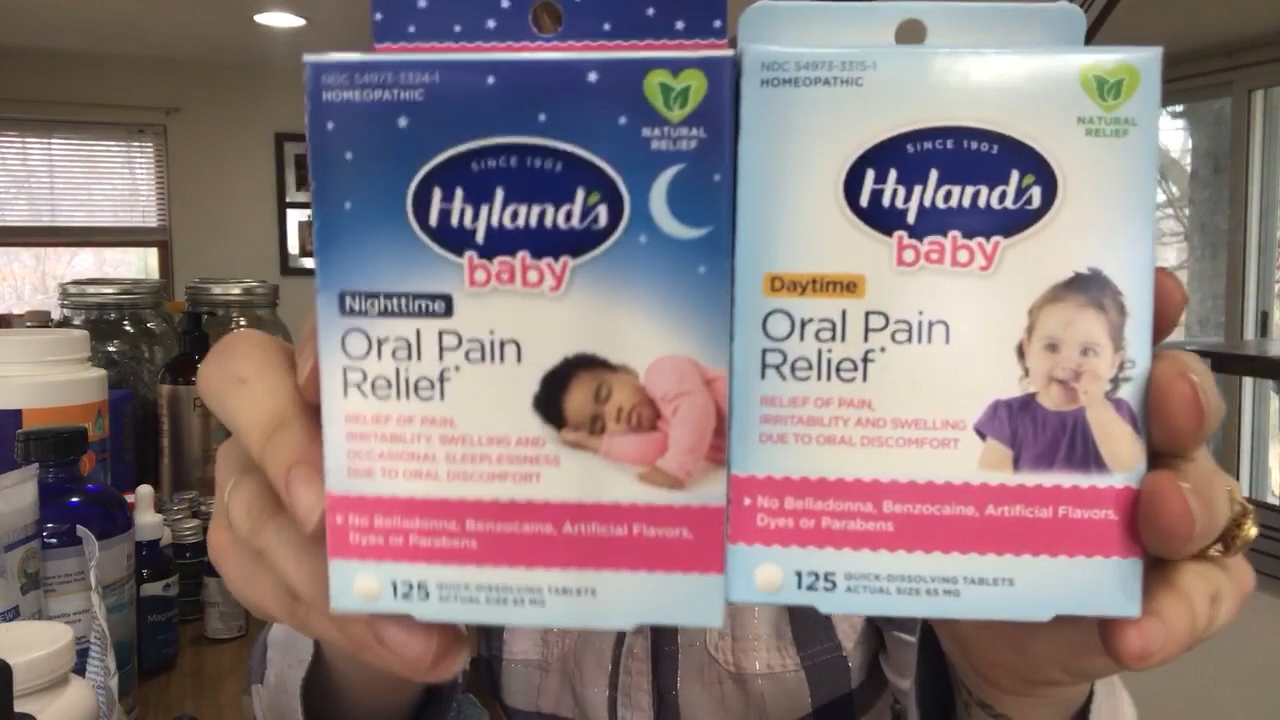 NDC 54973-3324-1
HOMEOPATHIC
NATURAL
RELIEF
SINCE 1903
Hyland's
baby
Nighttime
Oral Pain
Relief*
RELIEF OF PAIN,
IRRITABILITY, SWELLING AND
OCCASIONAL SLEEPLESSNESS
DUE TO ORAL DISCOMFORT
No Belladonna, Benzocaine, Artificial Flavors,
Dyes or Parabens
125 QUICK-DISSOLVING TABLETS
ACTUAL SIZE 65 MG
NDC 54973-3315-1
HOMEOPATHIC
NATURAL
RELIEF
SINCE 1903
Hyland's
baby
Daytime
Oral Pain
Relief*
RELIEF OF PAIN,
IRRITABILITY AND SWELLING
DUE TO ORAL DISCOMFORT
No Belladonna, Benzocaine, Artificial Flavors,
Dyes or Parabens
125 QUICK-DISSOLVING TABLETS
ACTUAL SIZE 65 MG